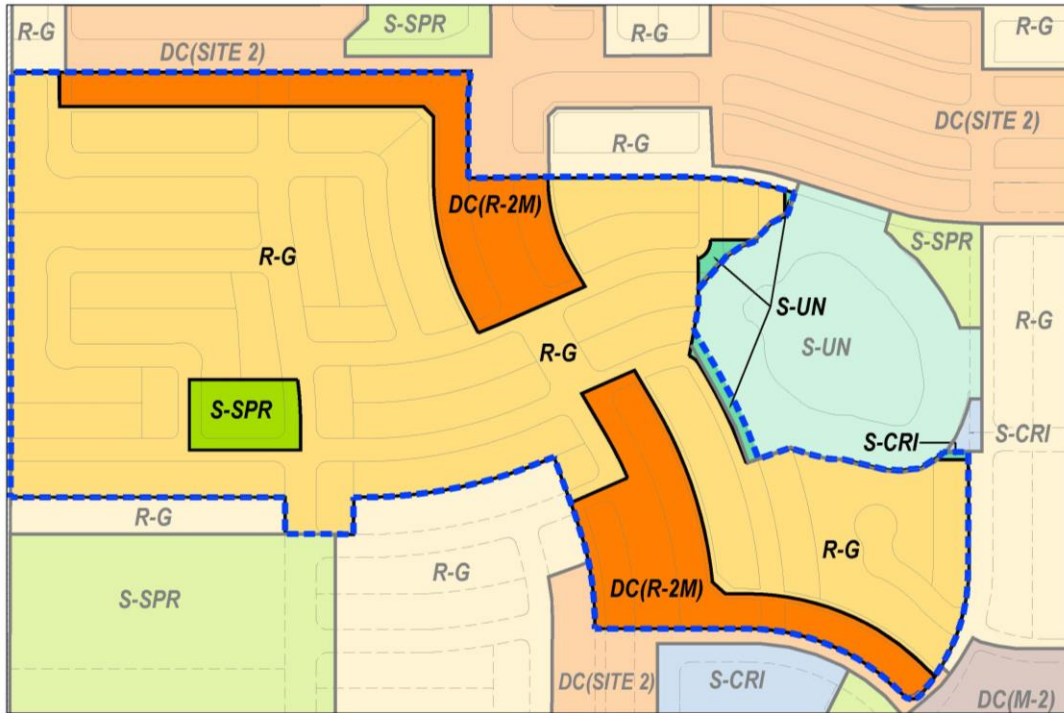 R-G
DC(SITE 2)
S-SPR
R-G
R-G
DC(SITE 2)
R-G
DC(R-2M)
S-SPR
R-G
S-UN
R-G
S-UN
R-G
S-SPR
S-CRI
S-CRI
R-G
R-G
R-G
S-SPR
DC(R-2M)
DC(SITE 2)
S-CRI
DC(M-2)